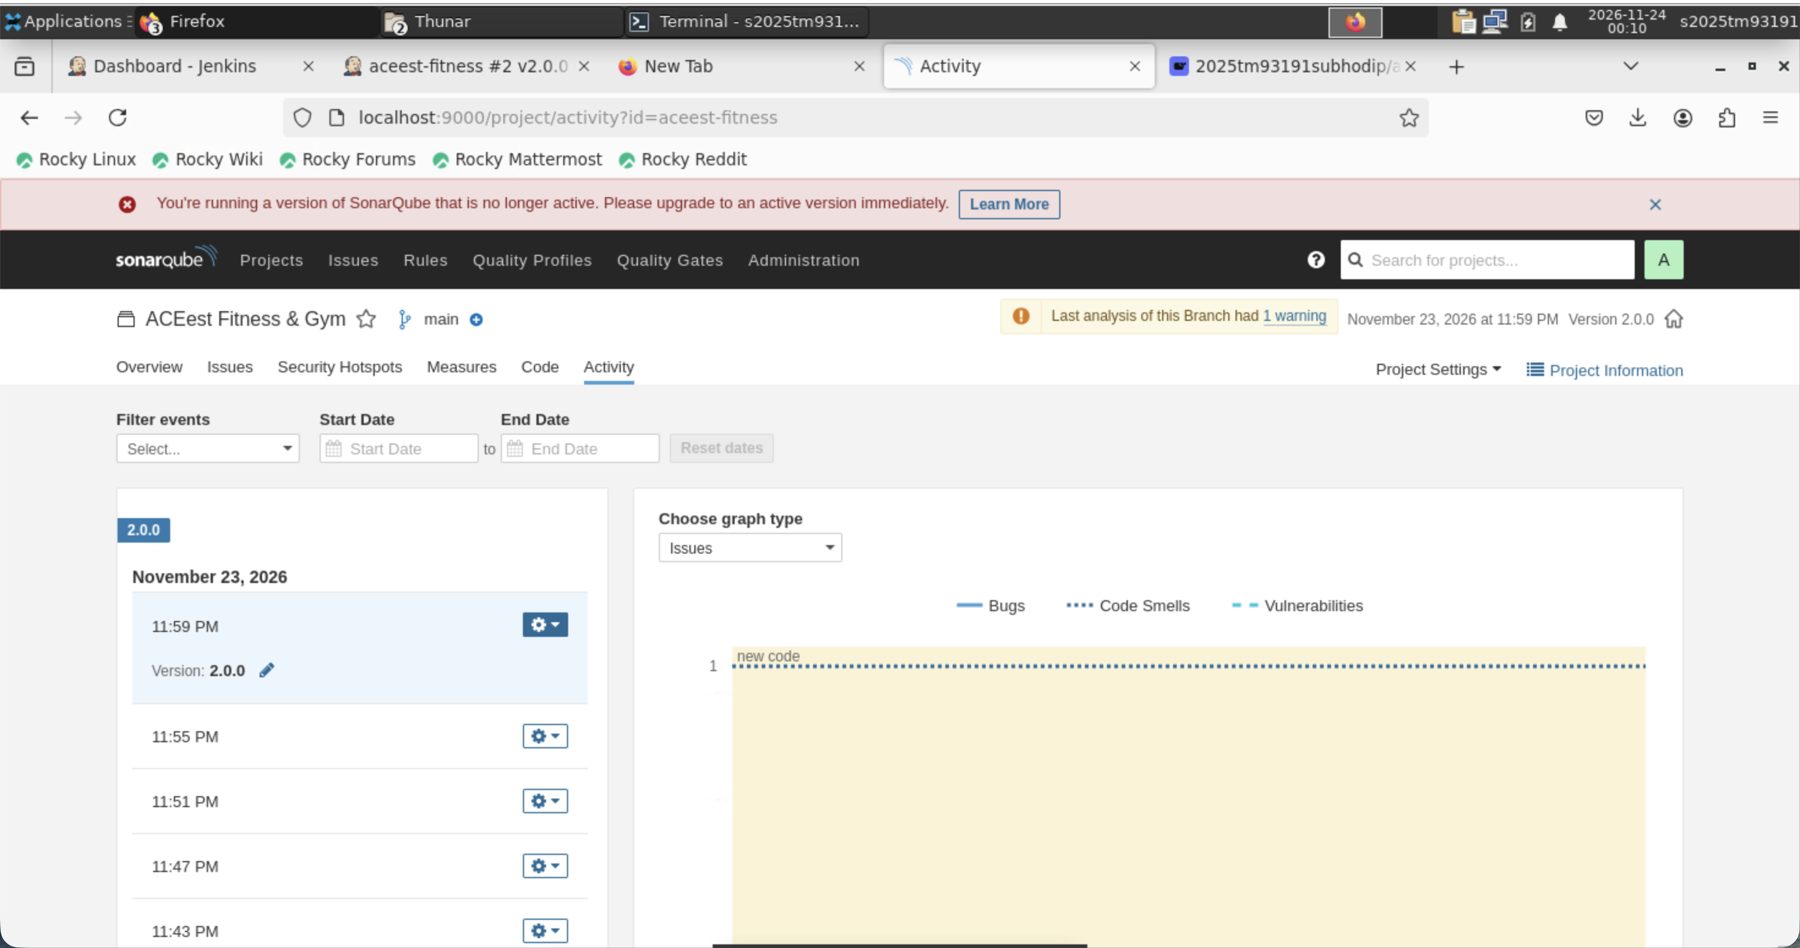 Applications Firefox Thunar Terminal - s2025tm931... 2026-11-24 s2025tm93191
3 2 00:10
Dashboard - Jenkins aceest-fitness #2 v2.0.0 New Tab Activity 2025tm93191subhodip/a
localhost:9000/project/activity?id=aceest-fitness
Rocky Linux Rocky Wiki Rocky Forums Rocky Mattermost Rocky Reddit
You're running a version of SonarQube that is no longer active. Please upgrade to an active version immediately. Learn More
sonarqube Projects Issues Rules Quality Profiles Quality Gates Administration Search for projects... A
ACEest Fitness & Gym main Last analysis of this Branch had 1 warning November 23, 2026 at 11:59 PM Version 2.0.0
Overview Issues Security Hotspots Measures Code Activity Project Settings Project Information
Filter events Start Date End Date
Select... Start Date to End Date Reset dates
2.0.0
November 23, 2026
11:59 PM
Version: 2.0.0
11:55 PM
11:51 PM
11:47 PM
11:43 PM
Choose graph type
Issues
Bugs Code Smells Vulnerabilities
new code
1